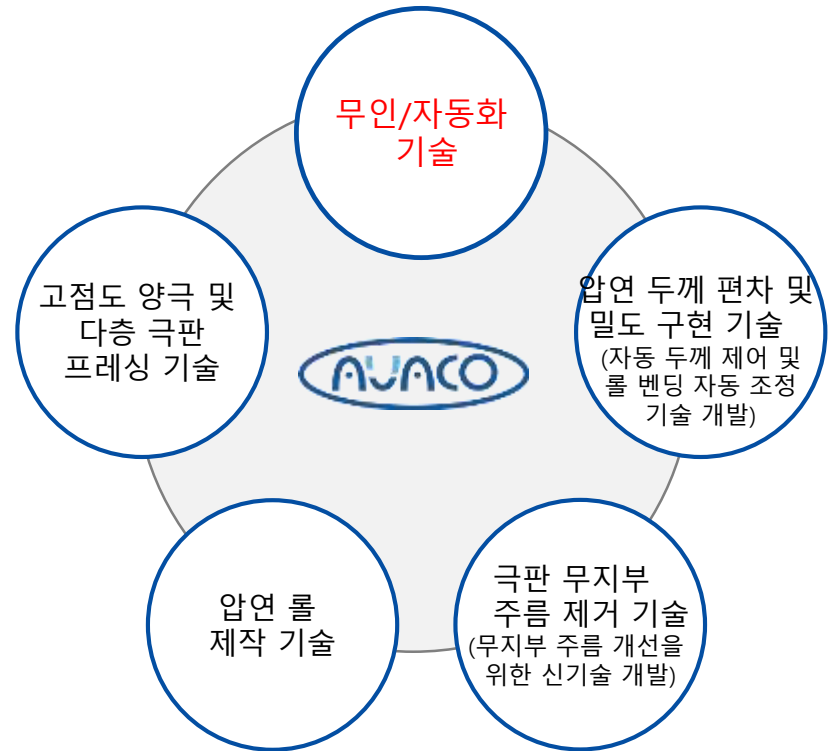 무인/자동화
기술
고점도 양극 및
다층 극판
프레싱 기술
압연 두께 편차 및
밀도 구현 기술
(자동 두께 제어 및
롤 벤딩 자동 조정
기술 개발)
AVACO
압연 롤
제작 기술
극판 무지부
주름 제거 기술
(무지부 주름 개선을
위한 신기술 개발)